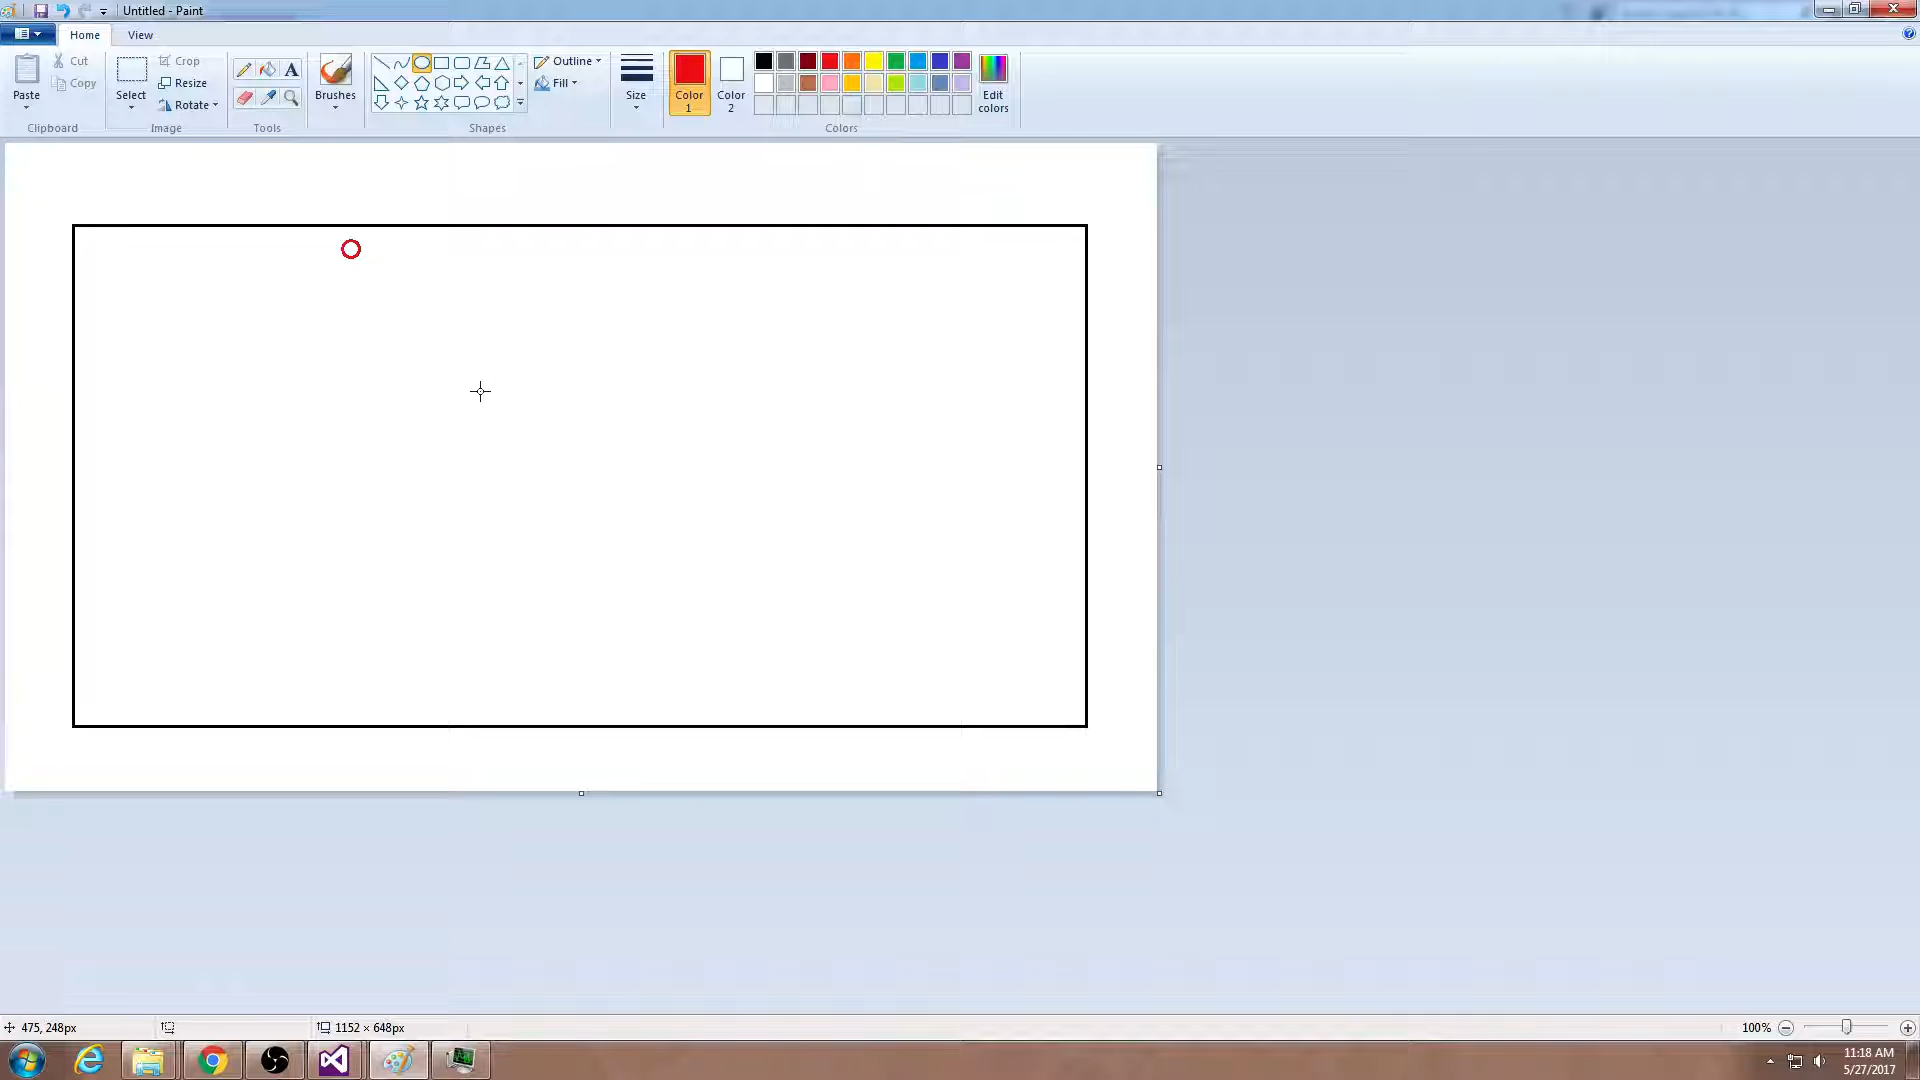 Untitled - Paint
Home View
Paste
Cut
Copy
Clipboard
Select
Crop
Resize
Rotate
Image
A
Tools
Brushes
Shapes
Outline
Fill
Size
Color 1
Color 2
Edit colors
Colors
475, 248px
1152 × 648px
100%
11:18 AM
5/27/2017